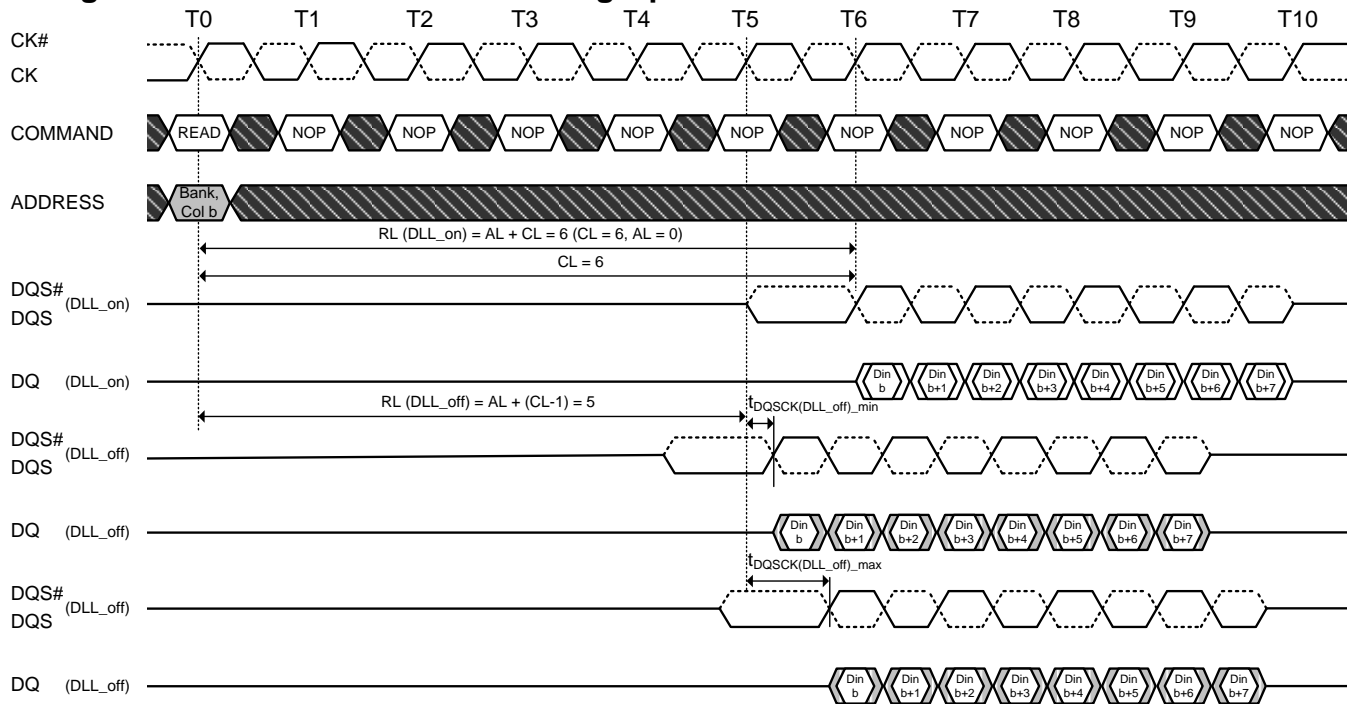 T0 T1 T2 T3 T4 T5 T6 T7 T8 T9 T10
CK#
CK
COMMAND READ NOP NOP NOP NOP NOP NOP NOP NOP NOP NOP
ADDRESS Bank,
Col b
RL (DLL_on) = AL + CL = 6 (CL = 6, AL = 0)
CL = 6
DQS# (DLL_on)
DQS
DQ (DLL_on) Din b Din b+1 Din b+2 Din b+3 Din b+4 Din b+5 Din b+6 Din b+7
RL (DLL_off) = AL + (CL-1) = 5 tDQSCK(DLL_off)_min
DQS# (DLL_off)
DQS
DQ (DLL_off) Din b Din b+1 Din b+2 Din b+3 Din b+4 Din b+5 Din b+6 Din b+7
tDQSCK(DLL_off)_max
DQS# (DLL_off)
DQS
DQ (DLL_off) Din b Din b+1 Din b+2 Din b+3 Din b+4 Din b+5 Din b+6 Din b+7